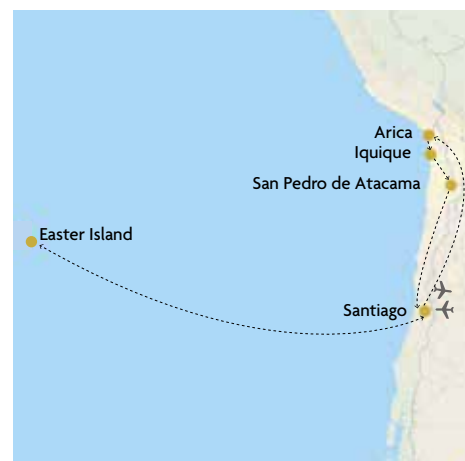 Arica
Iquique
San Pedro de Atacama
Easter Island
Santiago